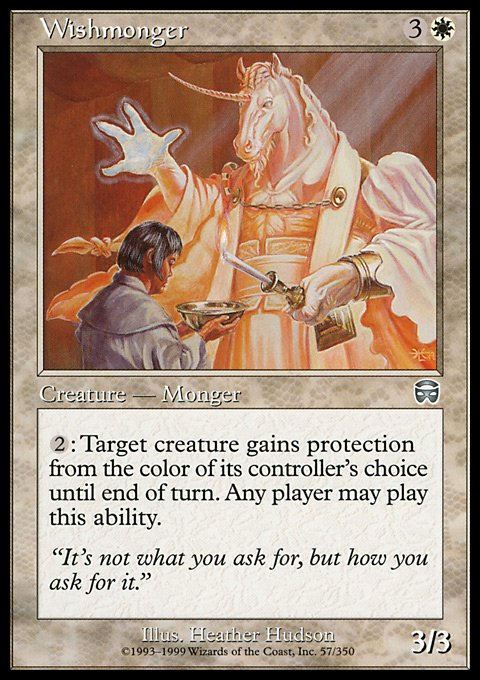 Wishmonger 3
Creature — Monger
2: Target creature gains protection
from the color of its controller's choice
until end of turn. Any player may play
this ability.
“It's not what you ask for, but how you
ask for it.”
Illus. Heather Hudson
3/3
©1993-1999 Wizards of the Coast, Inc. 57/350